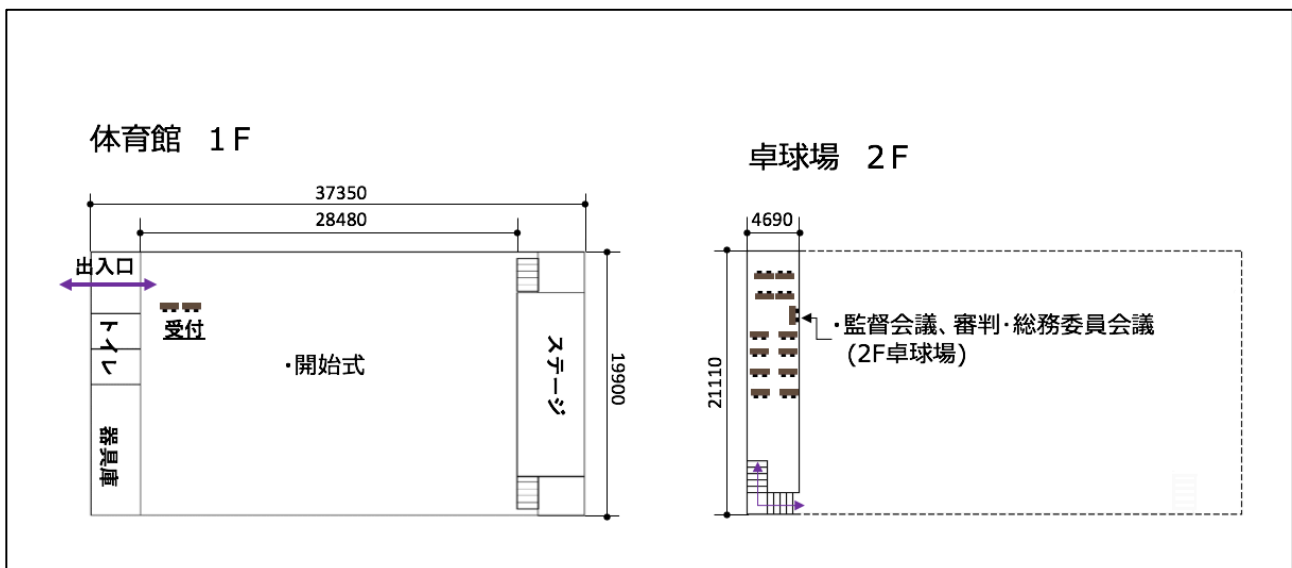 体育館 1F
37350
28480
出入口
受付
トイレ
・開始式
ステージ
19900
器具庫
卓球場 2F
4690
21110
・監督会議、審判・総務委員会議
(2F卓球場)